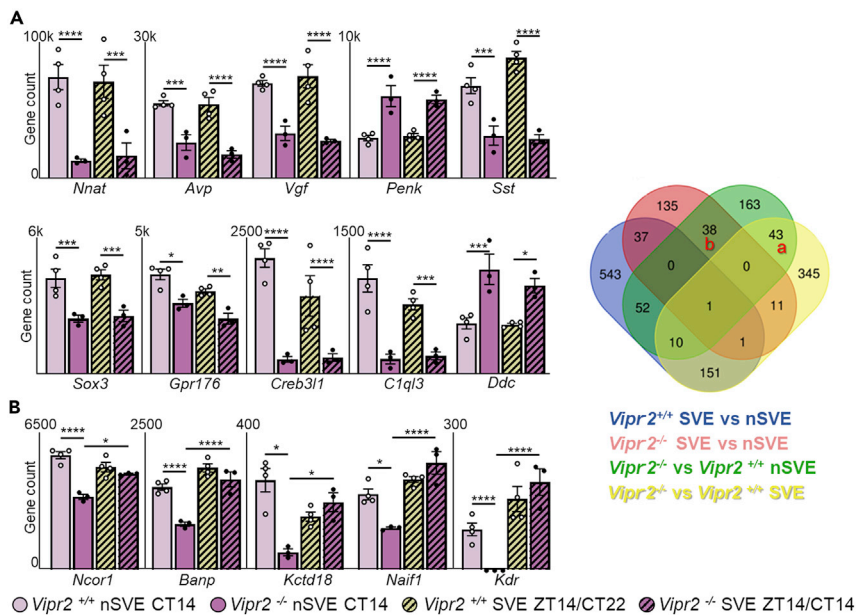 A
100k **** *** 30k *** **** **** **** 10k **** **** *** ****
Gene count
0
Nnat Avp Vgf Penk Sst
6k *** *** 5k * ** 2500 **** **** 1500 **** *** *** *
Gene count
0
Sox3 Gpr176 Creb3l1 C1ql3 Ddc
B
6500 **** * 2500 **** **** 400 * * * **** 300 **** ****
Gene count
0
Ncor1 Banp Kctd18 Naif1 Kdr
Vipr2 +/+ nSVE CT14 Vipr2 -/- nSVE CT14 Vipr2 +/+ SVE ZT14/CT22 Vipr2 -/- SVE ZT14/CT14
135 163
37 38 43
b a
543 0 0 345
52 1 11
10 1
151
Vipr2+/+ SVE vs nSVE
Vipr2-/- SVE vs nSVE
Vipr2-/- vs Vipr2 +/+ nSVE
Vipr2-/- vs Vipr2 +/+ SVE